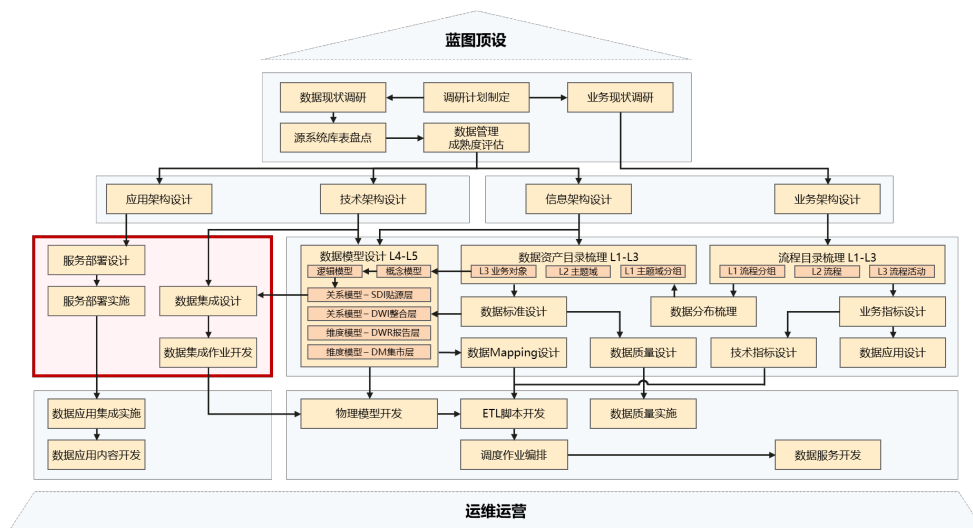 蓝图顶设
数据现状调研
调研计划制定
业务现状调研
源系统库表盘点
数据管理
成熟度评估
应用架构设计
技术架构设计
信息架构设计
业务架构设计
服务部署设计
服务部署实施
数据集成设计
数据集成作业开发
数据模型设计 L4-L5
逻辑模型
概念模型
关系模型－SDI贴源层
关系模型－DWI整合层
维度模型－DWR报告层
维度模型－DM集市层
数据资产目录梳理 L1-L3
L3 业务对象
L2 主题域
L1 主题域分组
流程目录梳理 L1-L3
L1 流程分组
L2 流程
L3 流程活动
数据标准设计
数据分布梳理
业务指标设计
数据Mapping设计
数据质量设计
技术指标设计
数据应用设计
数据应用集成实施
数据应用内容开发
物理模型开发
ETL脚本开发
数据质量实施
调度作业编排
数据服务开发
运维运营